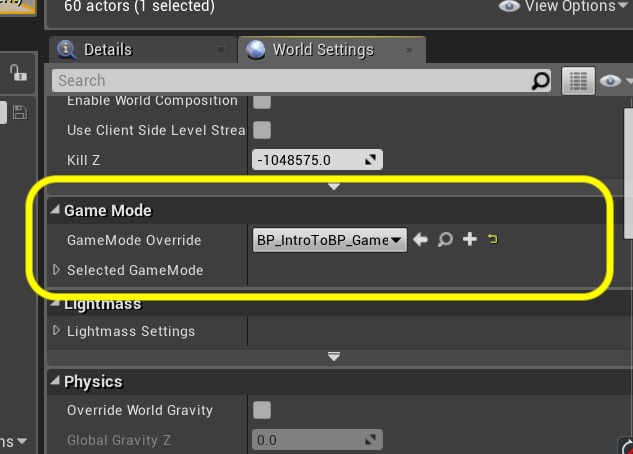 60 actors (1 selected)
View Options
Details
World Settings
Search
Enable World Composition
Use Client Side Level Strea
Kill Z
-1048575.0
Game Mode
GameMode Override
BP_IntroToBP_Game
Selected GameMode
Lightmass
Lightmass Settings
Physics
Override World Gravity
Global Gravity Z
0.0